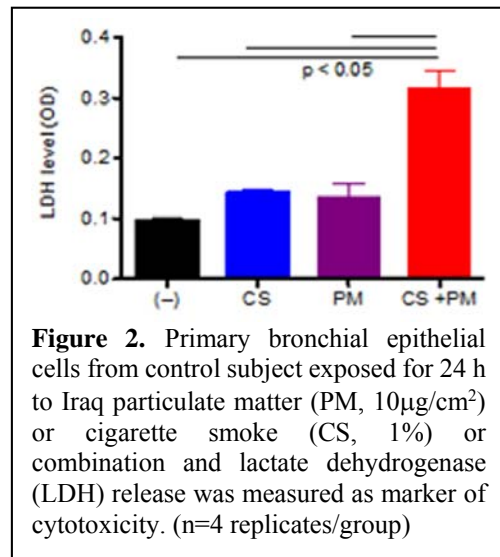 0.4
p < 0.05
0.3
0.2
0.1
0.0
LDH level (OD)
(–) CS PM CS +PM
Figure 2. Primary bronchial epithelial
cells from control subject exposed for 24 h
to Iraq particulate matter (PM, 10μg/cm²)
or cigarette smoke (CS, 1%) or
combination and lactate dehydrogenase
(LDH) release was measured as marker of
cytotoxicity. (n=4 replicates/group)